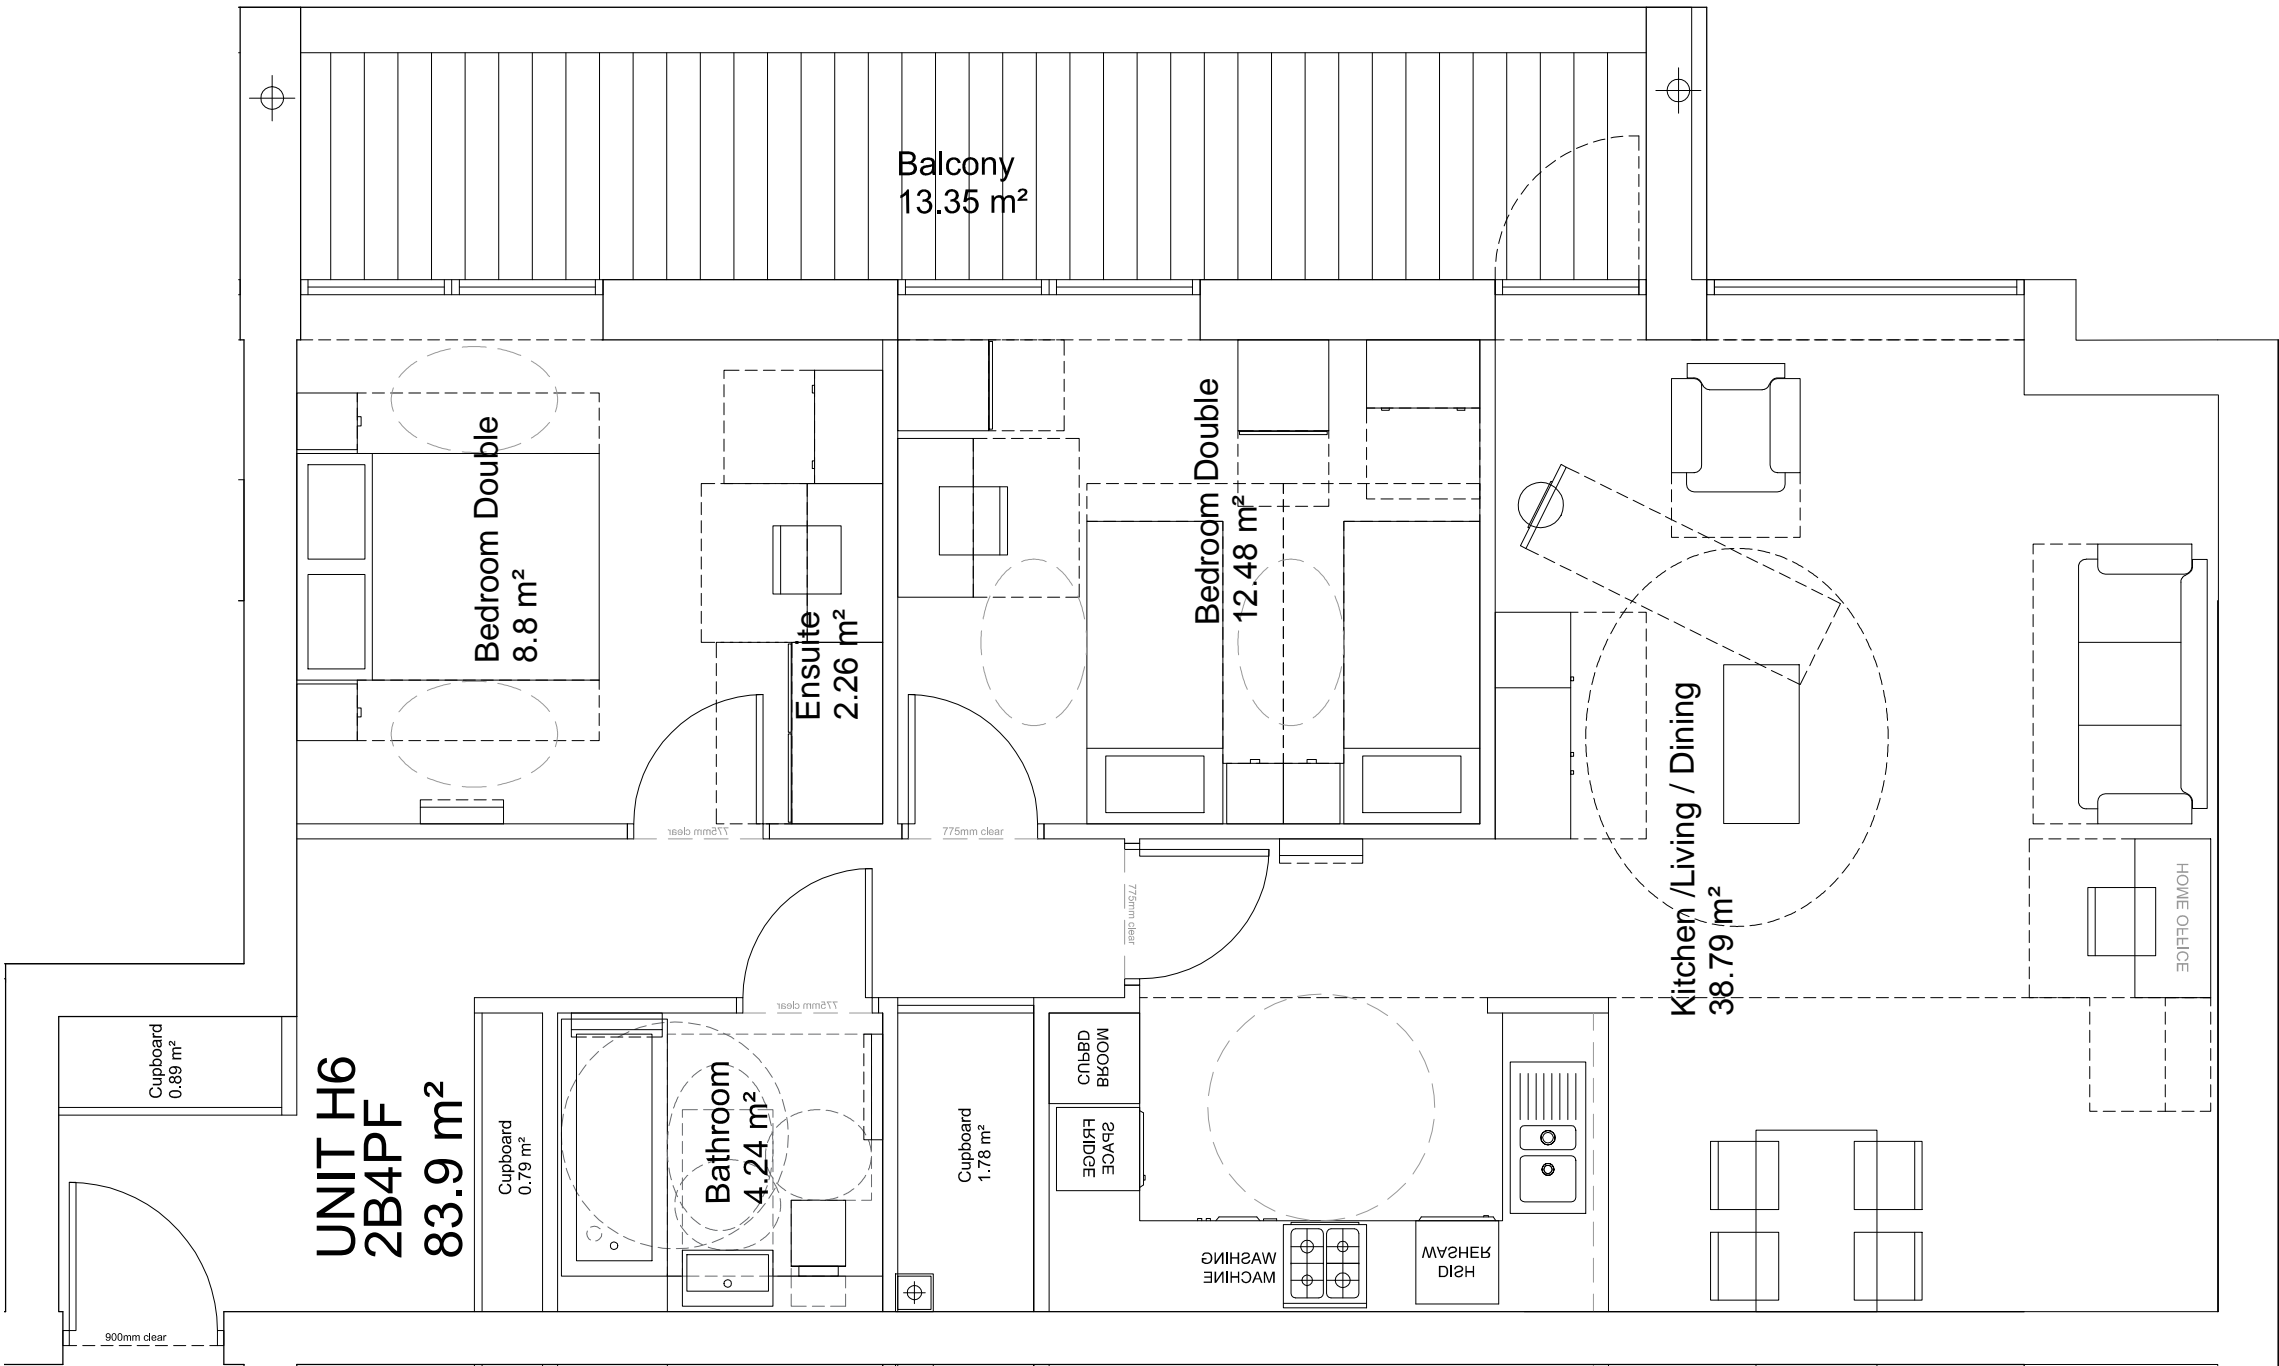 Balcony
13.35 m²
Bedroom Double
8.8 m²
Ensuite
2.26 m²
Bedroom Double
12.48 m²
Kitchen /Living / Dining
38.79 m²
HOME OFFICE
775mm clear
775mm clear
775mm clear
775mm clear
Cupboard
0.89 m²
UNIT H6
2B4PF
83.9 m²
Cupboard
0.79 m²
Bathroom
4.24 m²
Cupboard
1.78 m²
BROOM
CUPBD
FRIDGE
SPACE
WASHING
MACHINE
DISH
WASHER
900mm clear